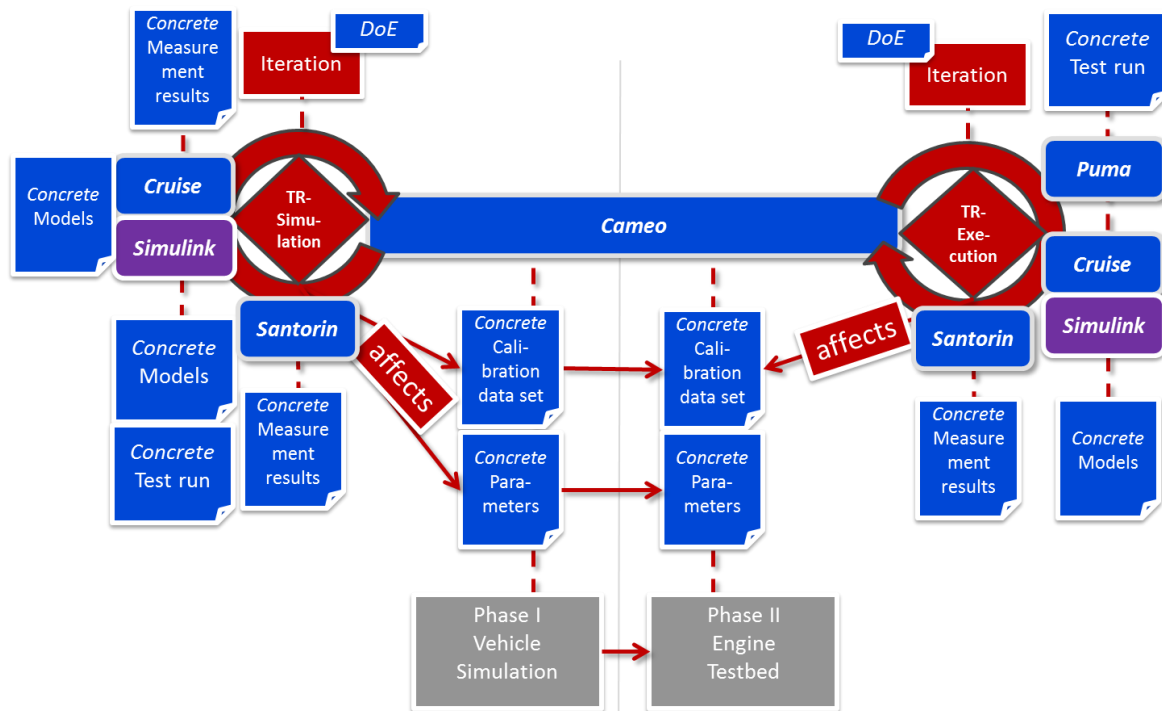 Concrete
Measure
ment
results
Iteration
DoE
Concrete
Models
Cruise
Simulink
TR-
Simu-
lation
Santorin
Concrete
Models
Concrete
Test run
Concrete
Measure
ment
results
affects
Cameo
Concrete
Cali-
bration
data set
Concrete
Para-
meters
Phase I
Vehicle
Simulation
Concrete
Cali-
bration
data set
Concrete
Para-
meters
Phase II
Engine
Testbed
affects
DoE
Iteration
Concrete
Test run
Puma
TR-
Exe-
cution
Cruise
Simulink
Santorin
Concrete
Measure
ment
results
Concrete
Models